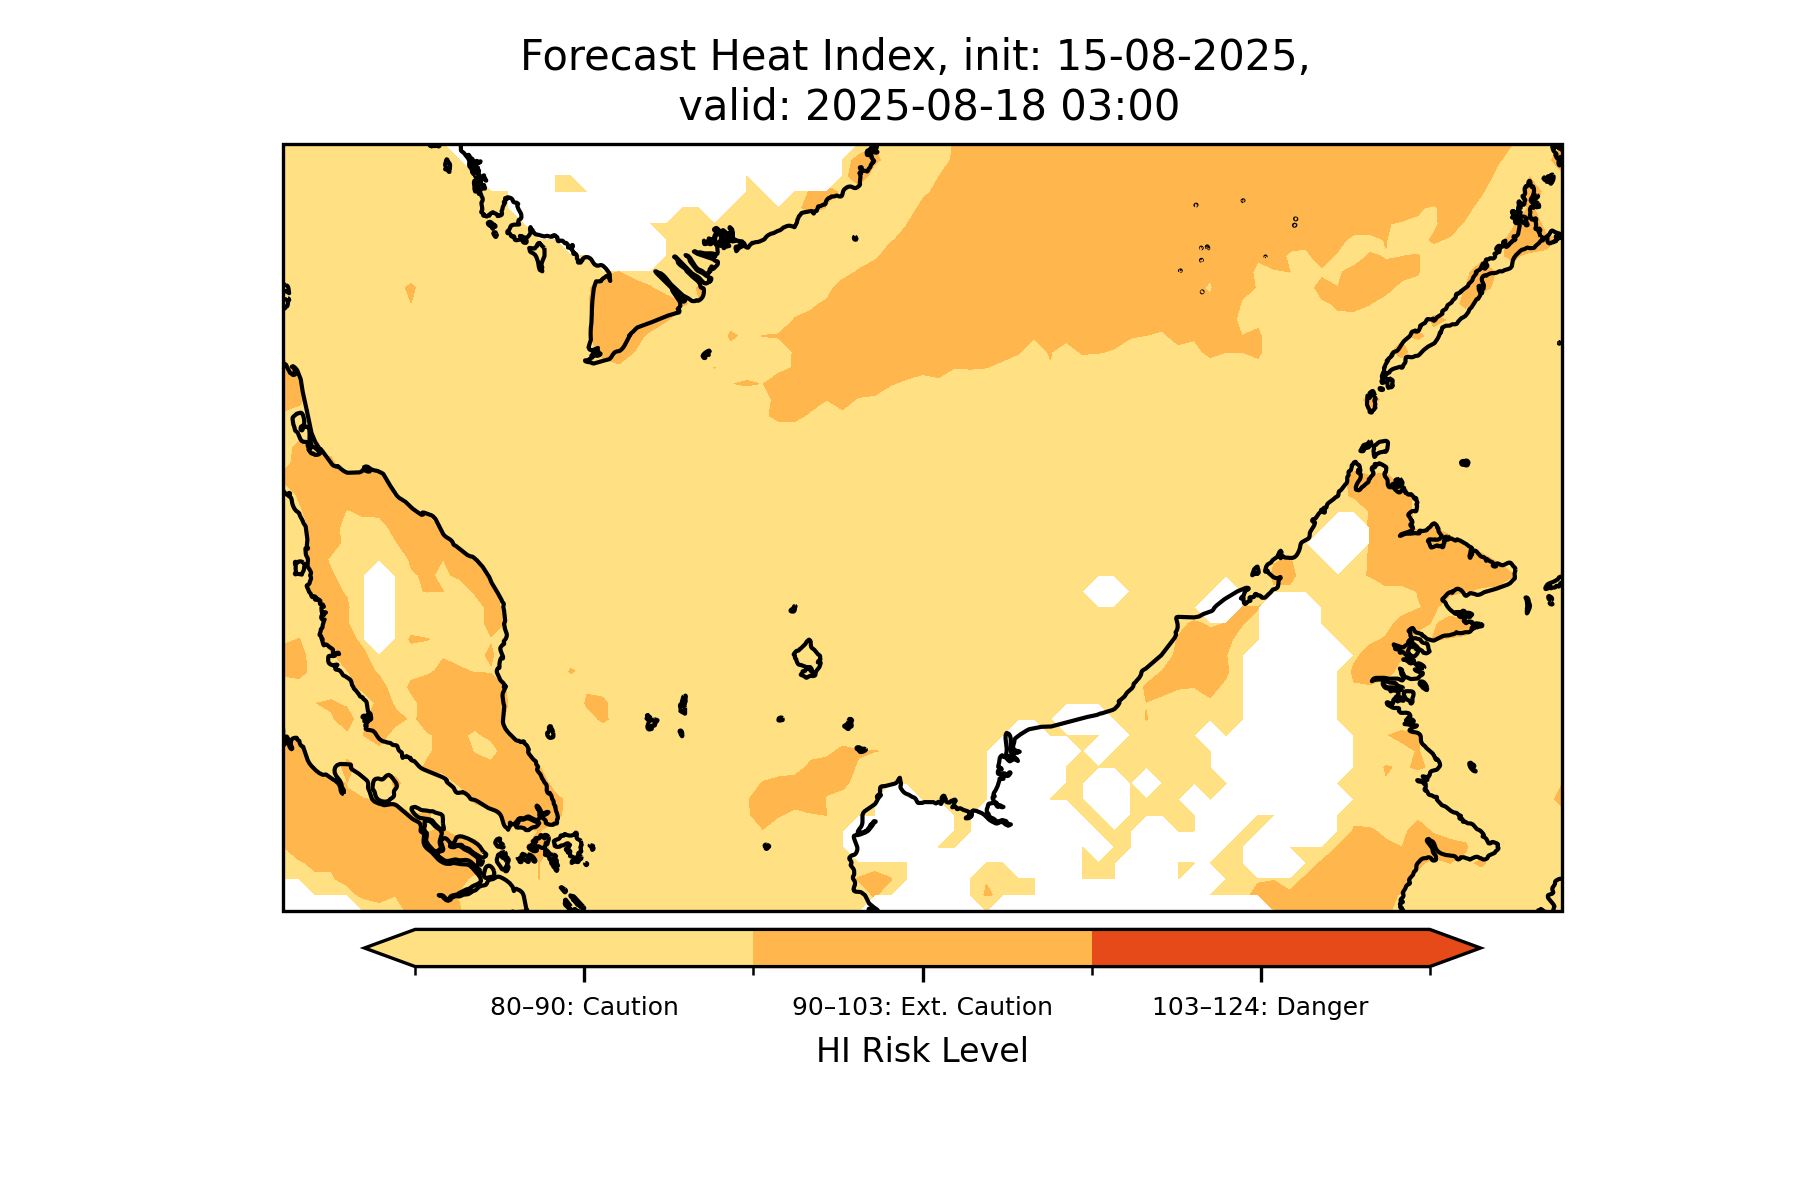 Forecast Heat Index, init: 15-08-2025,
valid: 2025-08-18 03:00
80–90: Caution
90–103: Ext. Caution
103–124: Danger
HI Risk Level